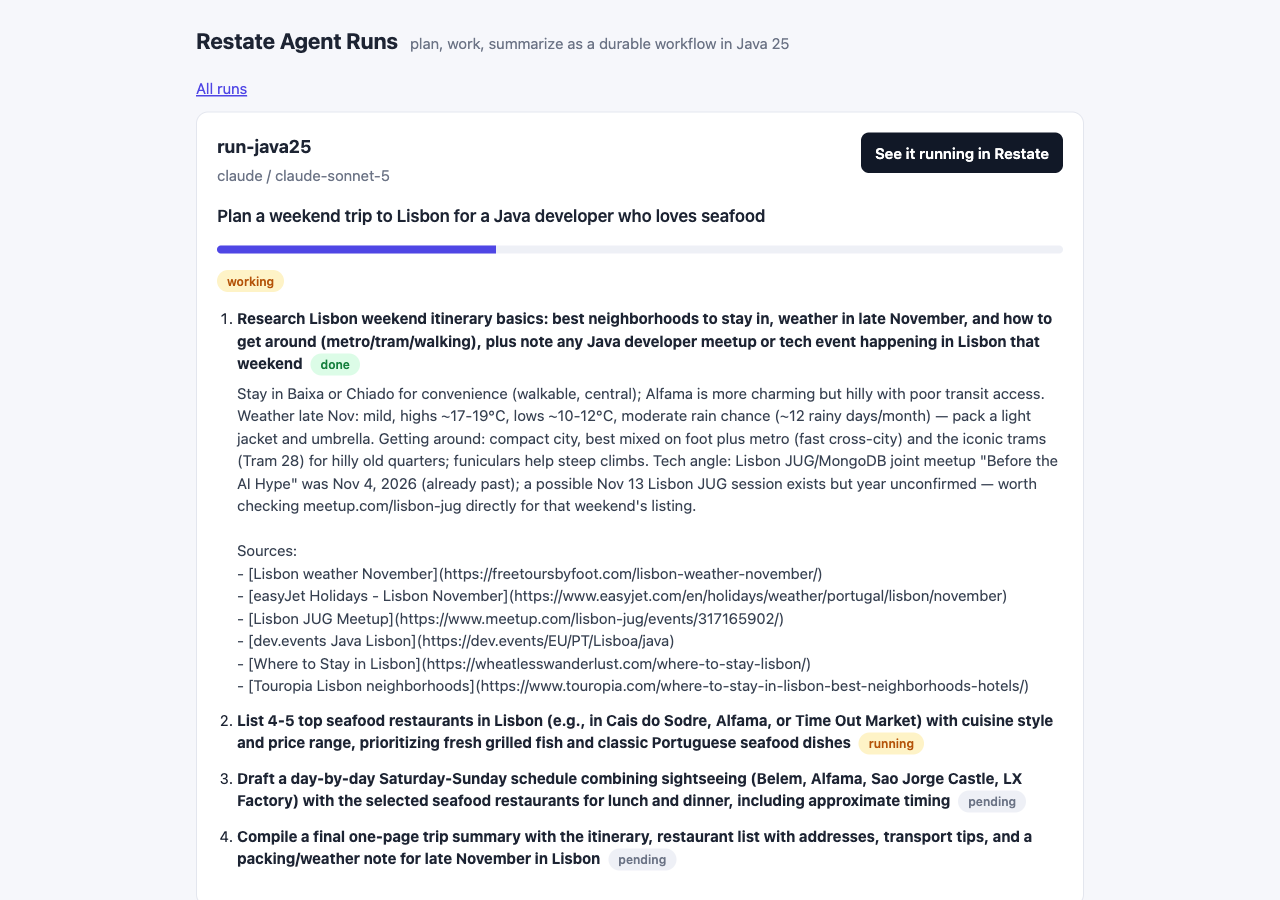 Restate Agent Runs plan, work, summarize as a durable workflow in Java 25
All runs
run-java25
See it running in Restate
claude / claude-sonnet-5
Plan a weekend trip to Lisbon for a Java developer who loves seafood
working
1. Research Lisbon weekend itinerary basics: best neighborhoods to stay in, weather in late November, and how to
get around (metro/tram/walking), plus note any Java developer meetup or tech event happening in Lisbon that
weekend done
Stay in Baixa or Chiado for convenience (walkable, central); Alfama is more charming but hilly with poor transit access.
Weather late Nov: mild, highs ~17-19°C, lows ~10-12°C, moderate rain chance (~12 rainy days/month) — pack a light
jacket and umbrella. Getting around: compact city, best mixed on foot plus metro (fast cross-city) and the iconic trams
(Tram 28) for hilly old quarters; funiculars help steep climbs. Tech angle: Lisbon JUG/MongoDB joint meetup "Before the
AI Hype" was Nov 4, 2026 (already past); a possible Nov 13 Lisbon JUG session exists but year unconfirmed — worth
checking meetup.com/lisbon-jug directly for that weekend's listing.
Sources:
- [Lisbon weather November](https://freetoursbyfoot.com/lisbon-weather-november/)
- [easyJet Holidays - Lisbon November](https://www.easyjet.com/en/holidays/weather/portugal/lisbon/november)
- [Lisbon JUG Meetup](https://www.meetup.com/lisbon-jug/events/317165902/)
- [dev.events Java Lisbon](https://dev.events/EU/PT/Lisboa/java)
- [Where to Stay in Lisbon](https://wheatlesswanderlust.com/where-to-stay-lisbon/)
- [Touropia Lisbon neighborhoods](https://www.touropia.com/where-to-stay-in-lisbon-best-neighborhoods-hotels/)
2. List 4-5 top seafood restaurants in Lisbon (e.g., in Cais do Sodre, Alfama, or Time Out Market) with cuisine style
and price range, prioritizing fresh grilled fish and classic Portuguese seafood dishes running
3. Draft a day-by-day Saturday-Sunday schedule combining sightseeing (Belem, Alfama, Sao Jorge Castle, LX
Factory) with the selected seafood restaurants for lunch and dinner, including approximate timing pending
4. Compile a final one-page trip summary with the itinerary, restaurant list with addresses, transport tips, and a
packing/weather note for late November in Lisbon pending